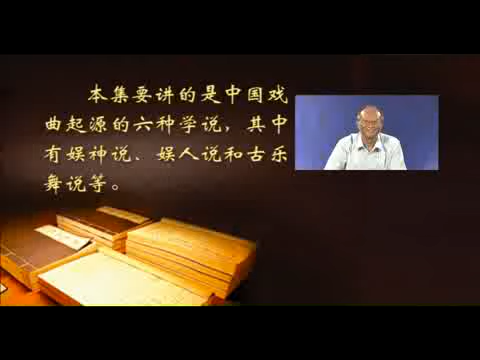 本集要讲的是中国戏
曲起源的六种学说，其中
有娱神说、娱人说和古乐
舞说等。